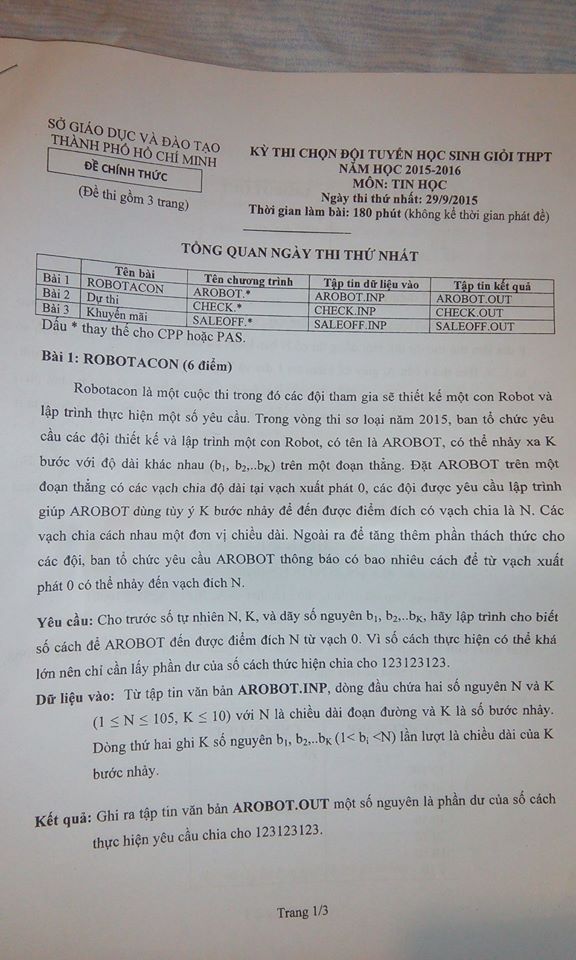 SỞ GIÁO DỤC VÀ ĐÀO TẠO
THÀNH PHỐ HỒ CHÍ MINH
ĐỀ CHÍNH THỨC
(Đề thi gồm 3 trang)
KỲ THI CHỌN ĐỘI TUYỂN HỌC SINH GIỎI THPT
NĂM HỌC 2015-2016
MÔN: TIN HỌC
Ngày thi thứ nhất: 29/9/2015
Thời gian làm bài: 180 phút (không kể thời gian phát đề)
TỔNG QUAN NGÀY THI THỨ NHẤT
Tên bài Tên chương trình Tập tin dữ liệu vào Tập tin kết quả
Bài 1 ROBOTACON AROBOT.* AROBOT.INP AROBOT.OUT
Bài 2 Dự thi CHECK.* CHECK.INP CHECK.OUT
Bài 3 Khuyến mãi SALEOFF.* SALEOFF.INP SALEOFF.OUT
Dấu * thay thế cho CPP hoặc PAS.
Bài 1: ROBOTACON (6 điểm)
Robotacon là một cuộc thi trong đó các đội tham gia sẽ thiết kế một con Robot và
lập trình thực hiện một số yêu cầu. Trong vòng thi sơ loại năm 2015, ban tổ chức yêu
cầu các đội thiết kế và lập trình một con Robot, có tên là AROBOT, có thể nhảy xa K
bước với độ dài khác nhau (b₁, b₂,..bK) trên một đoạn thẳng. Đặt AROBOT trên một
đoạn thẳng có các vạch chia độ dài tại vạch xuất phát 0, các đội được yêu cầu lập trình
giúp AROBOT dùng tùy ý K bước nhảy để đến được điểm đích có vạch chia là N. Các
vạch chia cách nhau một đơn vị chiều dài. Ngoài ra để tăng thêm phần thách thức cho
các đội, ban tổ chức yêu cầu AROBOT thông báo có bao nhiêu cách để từ vạch xuất
phát 0 có thể nhảy đến vạch đích N.
Yêu cầu: Cho trước số tự nhiên N, K, và dãy số nguyên b₁, b₂,..bK, hãy lập trình cho biết
số cách để AROBOT đến được điểm đích N từ vạch 0. Vì số cách thực hiện có thể khá
lớn nên chỉ cần lấy phần dư của số cách thức hiện chia cho 123123123.
Dữ liệu vào: Từ tập tin văn bản AROBOT.INP, dòng đầu chứa hai số nguyên N và K
(1 ≤ N ≤ 105, K ≤ 10) với N là chiều dài đoạn đường và K là số bước nhảy.
Dòng thứ hai ghi K số nguyên b₁, b₂,..bK (1< bᵢ <N) lần lượt là chiều dài của K
bước nhảy.
Kết quả: Ghi ra tập tin văn bản AROBOT.OUT một số nguyên là phần dư của số cách
thực hiện yêu cầu chia cho 123123123.
Trang 1/3